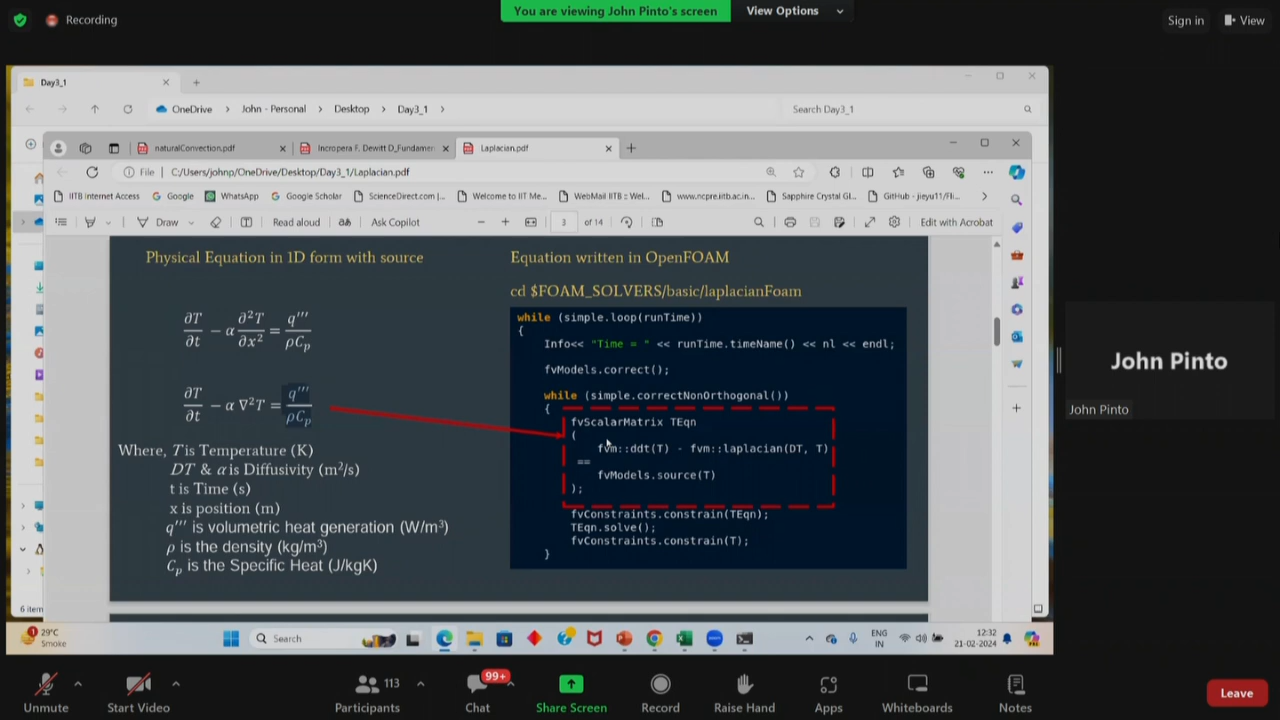 Recording
You are viewing John Pinto's screen
View Options
Sign in
View
Day3_1
OneDrive > John - Personal > Desktop > Day3_1 >
Search Day3_1
naturalConvection.pdf
Incropera F. Dewitt D_Fundamer
Laplacian.pdf
File
C:/Users/johnp/OneDrive/Desktop/Day3_1/Laplacian.pdf
IITB Internet Access
Google
WhatsApp
Google Scholar
ScienceDirect.com |...
Welcome to IIT Me...
WebMail IITB :: Wel...
www.ncpre.iitb.ac.in...
Sapphire Crystal Gl...
GitHub - jieyu11/Fli...
Draw
Read aloud
Ask Copilot
3 of 14
Edit with Acrobat
Physical Equation in 1D form with source
∂T/∂t − α ∂²T/∂x² = q'''/ρCp
∂T/∂t − α ∇²T = q'''/ρCp
Where, T is Temperature (K)
DT & α is Diffusivity (m²/s)
t is Time (s)
x is position (m)
q''' is volumetric heat generation (W/m³)
ρ is the density (kg/m³)
Cp is the Specific Heat (J/kgK)
Equation written in OpenFOAM
cd $FOAM_SOLVERS/basic/laplacianFoam
while (simple.loop(runTime))
{
Info<< "Time = " << runTime.timeName() << nl << endl;
fvModels.correct();
while (simple.correctNonOrthogonal())
{
fvScalarMatrix TEqn
(
fvm::ddt(T) - fvm::laplacian(DT, T)
==
fvModels.source(T)
);
fvConstraints.constrain(TEqn);
TEqn.solve();
fvConstraints.constrain(T);
}
6 item
John Pinto
John Pinto
1
29°C
Smoke
Search
ENG
IN
12:32
21-02-2024
Unmute
Start Video
113
Participants
99+
Chat
Share Screen
Record
Raise Hand
Apps
Whiteboards
Notes
Leave